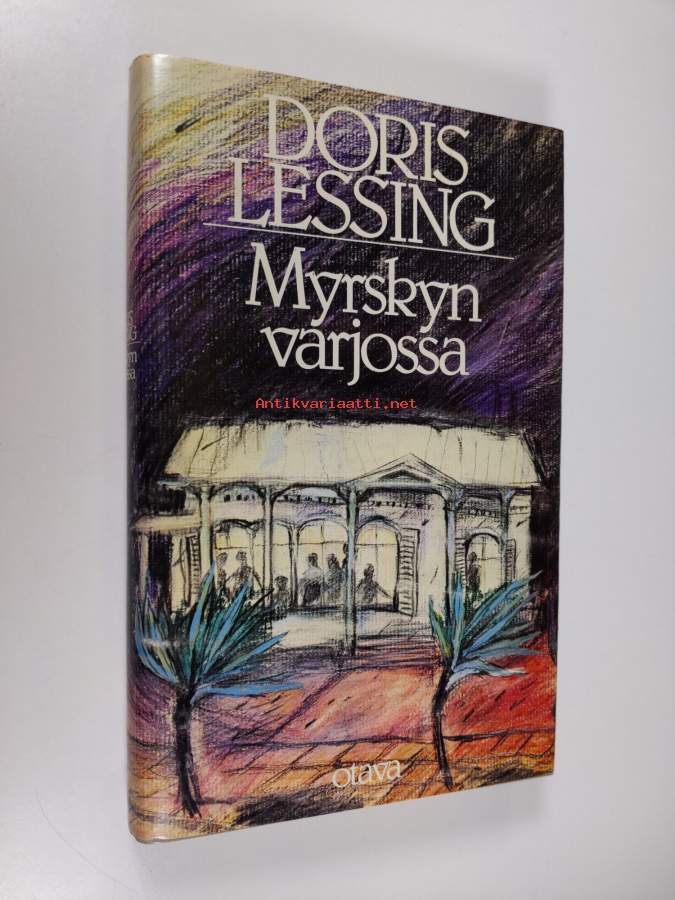 DORIS
LESSING
Myrskyn
varjossa
Antikvariaatti.net
otava